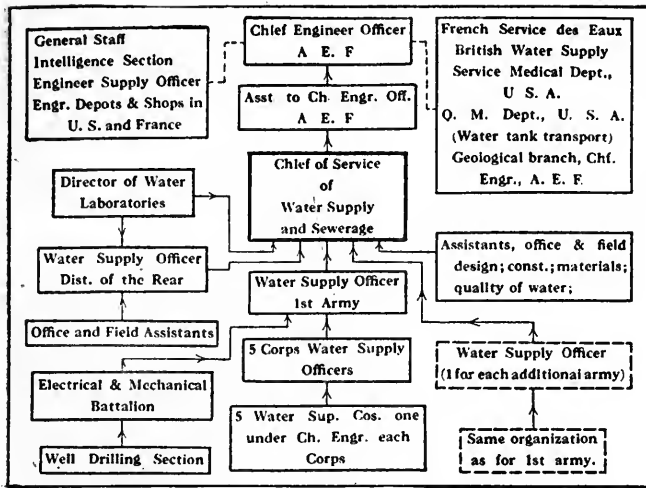 General Staff
Intelligence Section
Engineer Supply Officer
Engr. Depots & Shops in
U. S. and France
Chief Engineer Officer
A. E. F
French Service des Eaux
British Water Supply
Service Medical Dept.,
U S. A.
Q. M. Dept., U. S. A.
(Water tank transport)
Geological branch, Chf.
Engr., A. E. F.
Asst to Ch. Engr. Off.
A. E. F
Chief of Service
of
Water Supply
and Sewerage
Director of Water
Laboratories
Water Supply Officer
Dist. of the Rear
Office and Field Assistants
Assistants, office & field
design; const.; materials;
quality of water;
Water Supply Officer
1st Army
5 Corps Water Supply
Officers
5 Water Sup. Cos. one
under Ch. Engr. each
Corps
Electrical & Mechanical
Battalion
Well Drilling Section
Water Supply Officer
(1 for each additional army)
Same organization
as for 1st army.